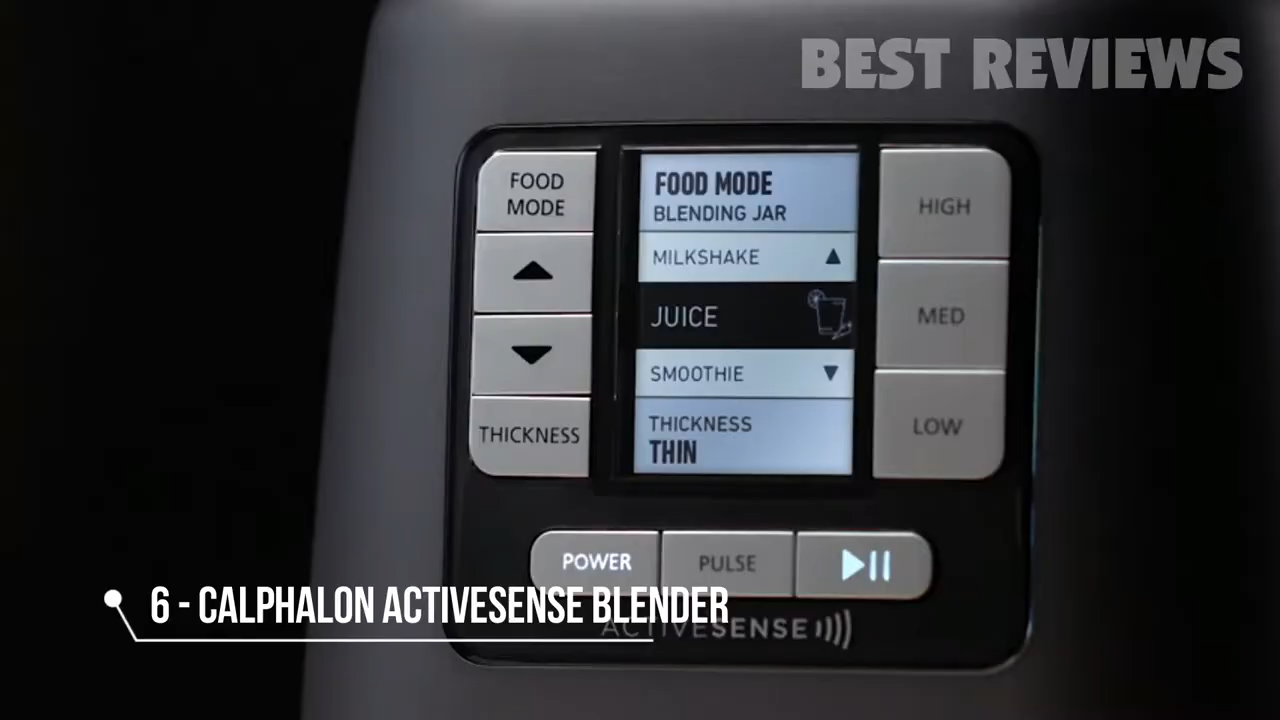 BEST REVIEWS
FOOD
MODE
THICKNESS
FOOD MODE
BLENDING JAR
MILKSHAKE
JUICE
SMOOTHIE
THICKNESS
THIN
HIGH
MED
LOW
POWER
PULSE
6 - CALPHALON ACTIVESENSE BLENDER
ACTIVESENSE